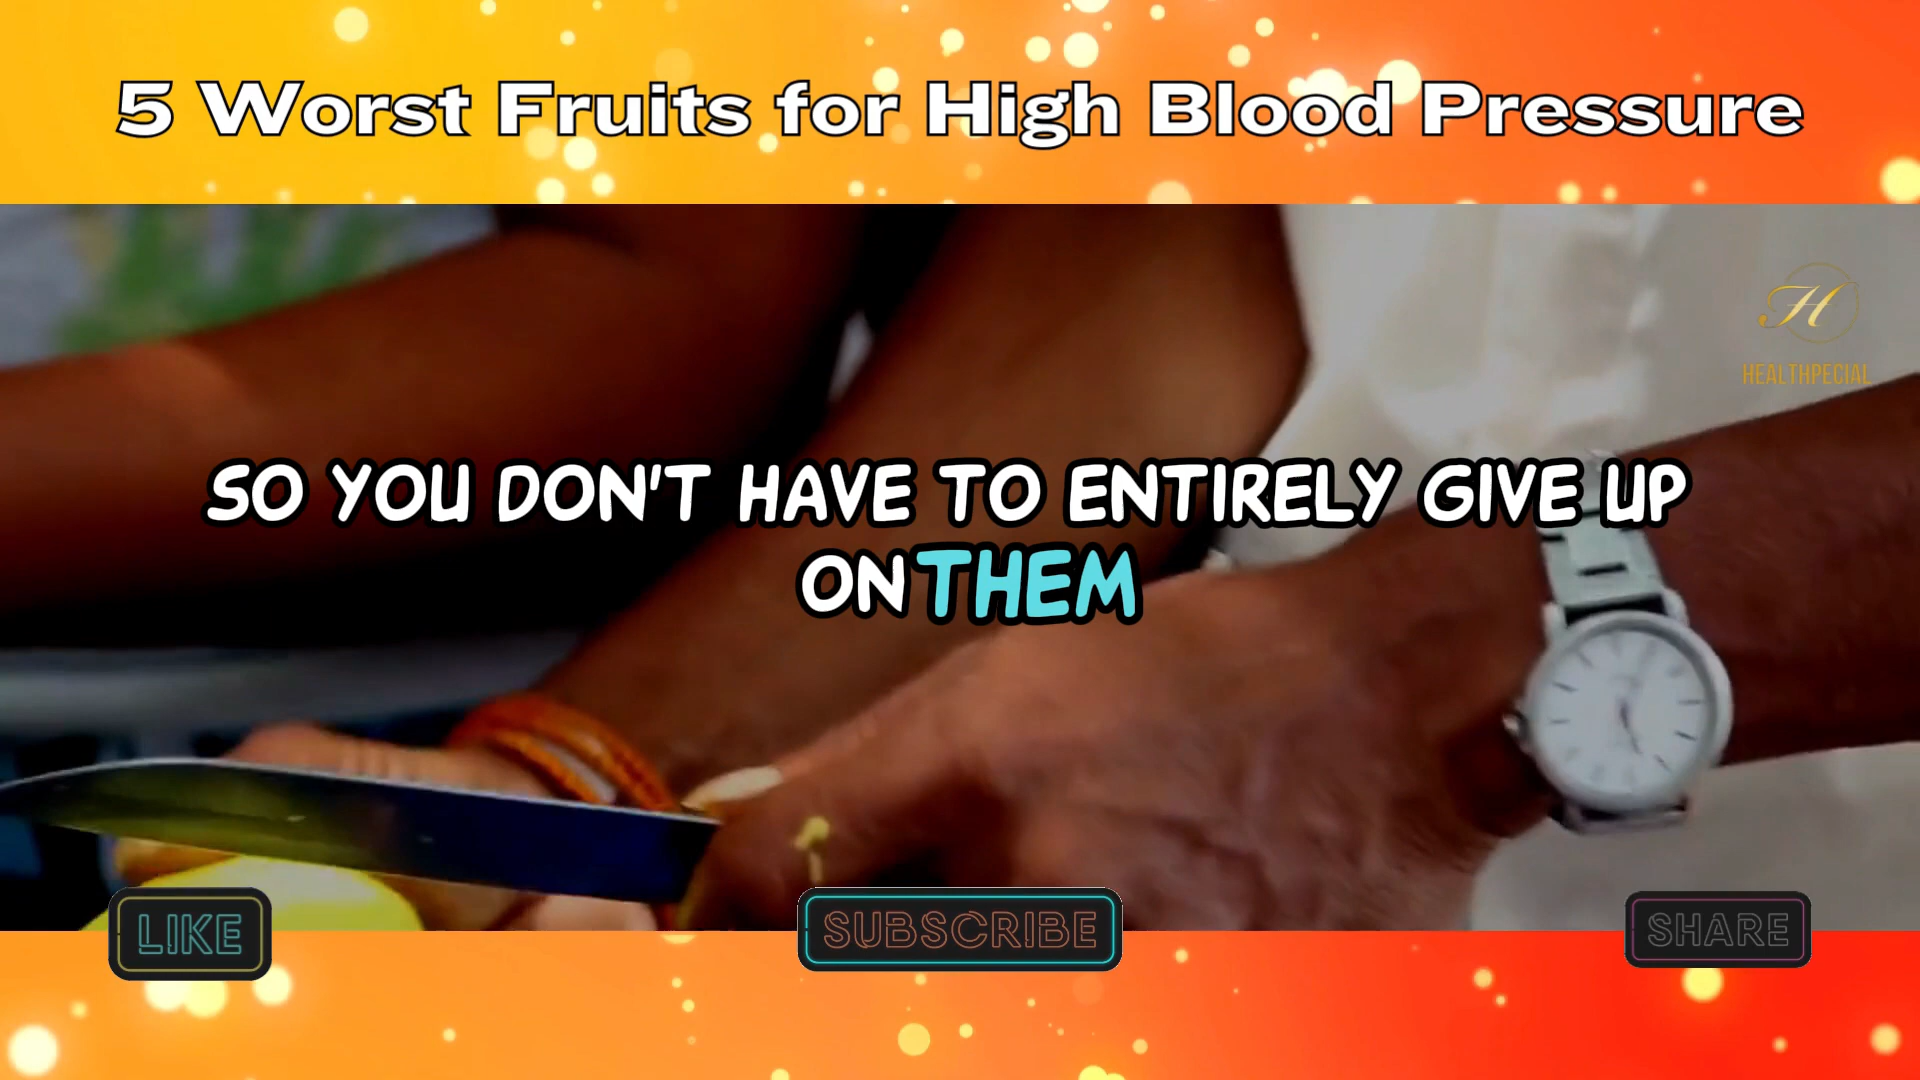 5 Worst Fruits for High Blood Pressure
H
HEALTHPECIAL
SO YOU DON'T HAVE TO ENTIRELY GIVE UP
ON THEM
LIKE
SUBSCRIBE
SHARE